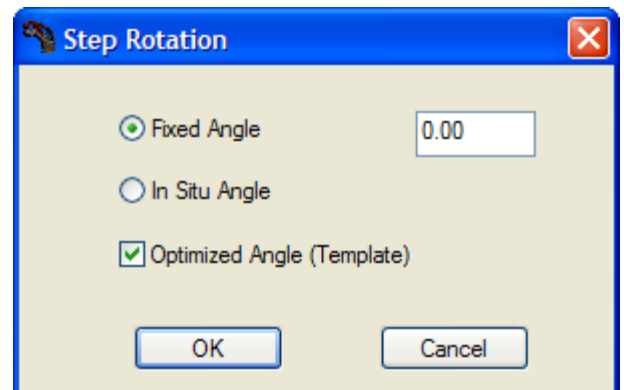 Step Rotation
Fixed Angle 0.00
In Situ Angle
Optimized Angle (Template)
OK Cancel